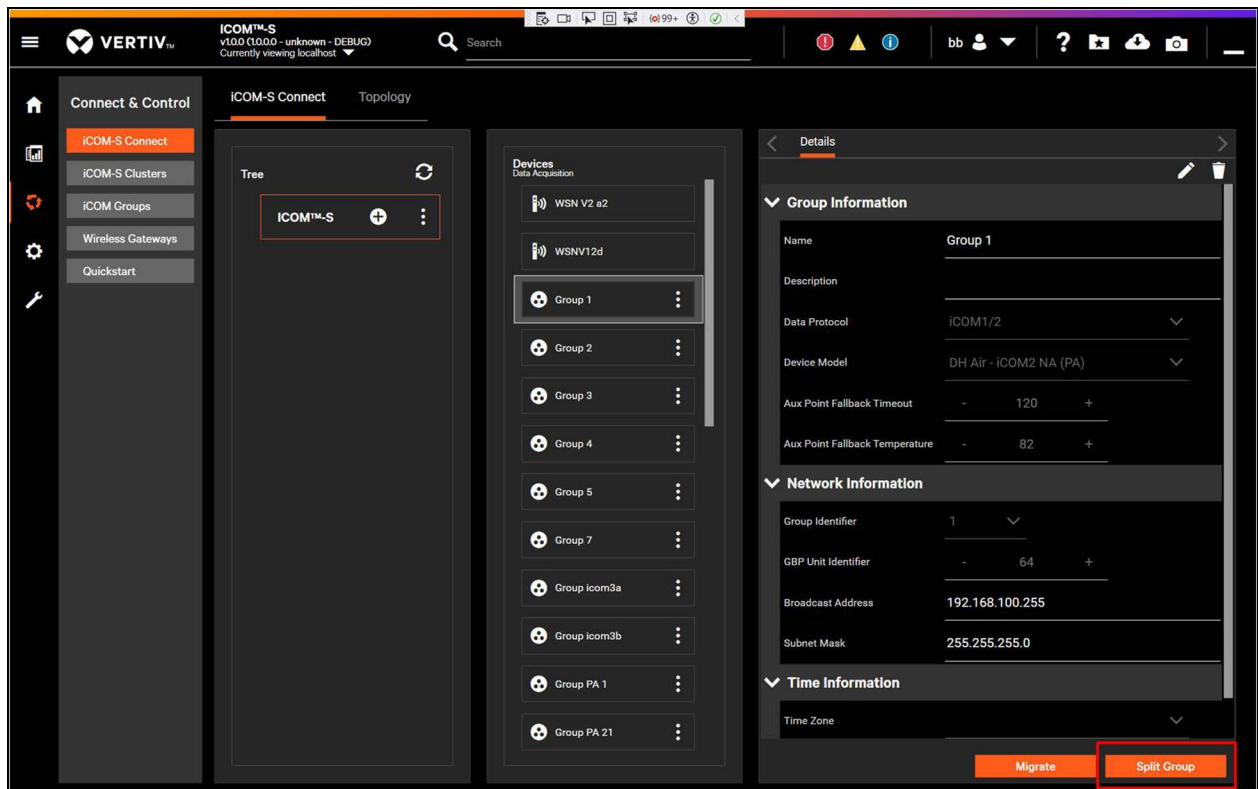 99+
VERTIV™
ICOM™-S
v1.0.0 (1.0.0.0 - unknown - DEBUG)
Currently viewing localhost
Search
bb
?
Connect & Control
iCOM-S Connect
iCOM-S Clusters
iCOM Groups
Wireless Gateways
Quickstart
iCOM-S Connect
Topology
Tree
ICOM™-S
Devices
Data Acquisition
WSN V2 a2
WSNV12d
Group 1
Group 2
Group 3
Group 4
Group 5
Group 7
Group icom3a
Group icom3b
Group PA 1
Group PA 21
Details
Group Information
Name Group 1
Description
Data Protocol iCOM1/2
Device Model DH Air - iCOM2 NA (PA)
Aux Point Fallback Timeout - 120 +
Aux Point Fallback Temperature - 82 +
Network Information
Group Identifier 1
GBP Unit Identifier - 64 +
Broadcast Address 192.168.100.255
Subnet Mask 255.255.255.0
Time Information
Time Zone
Migrate
Split Group